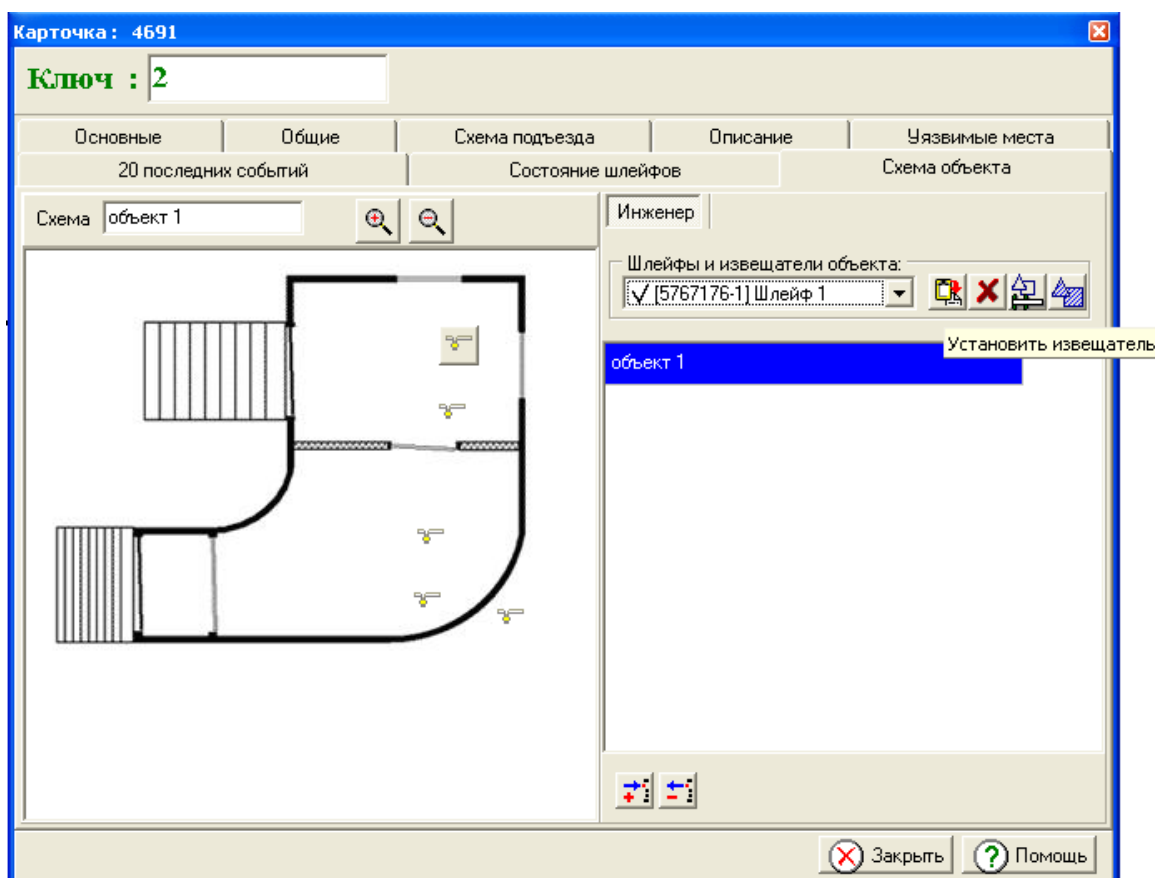 Карточка: 4691
Ключ : 2
Основные Общие Схема подъезда Описание Уязвимые места
20 последних событий Состояние шлейфов Схема объекта
Схема объект 1
Инженер
Шлейфы и извещатели объекта:
[5767176-1] Шлейф 1
Установить извещатель
объект 1
Закрыть Помощь